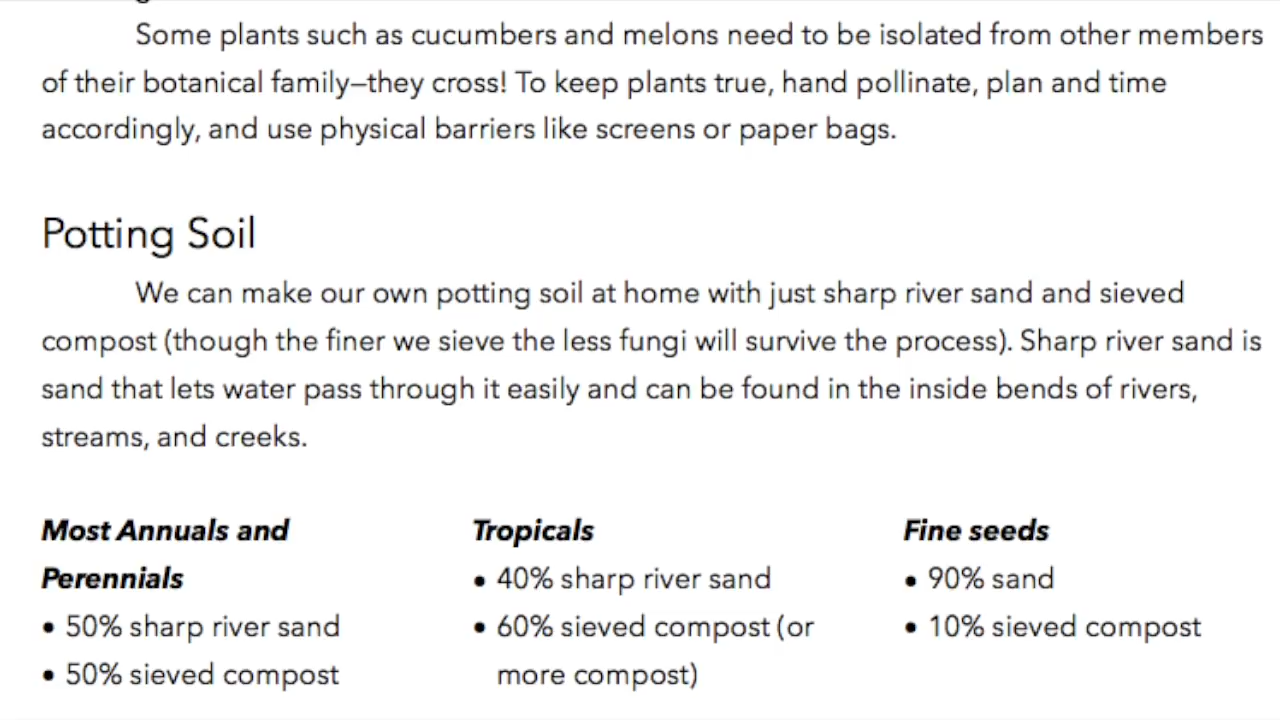 Some plants such as cucumbers and melons need to be isolated from other members
of their botanical family–they cross! To keep plants true, hand pollinate, plan and time
accordingly, and use physical barriers like screens or paper bags.
Potting Soil
We can make our own potting soil at home with just sharp river sand and sieved
compost (though the finer we sieve the less fungi will survive the process). Sharp river sand is
sand that lets water pass through it easily and can be found in the inside bends of rivers,
streams, and creeks.
Most Annuals and
Perennials
• 50% sharp river sand
• 50% sieved compost
Tropicals
• 40% sharp river sand
• 60% sieved compost (or
more compost)
Fine seeds
• 90% sand
• 10% sieved compost